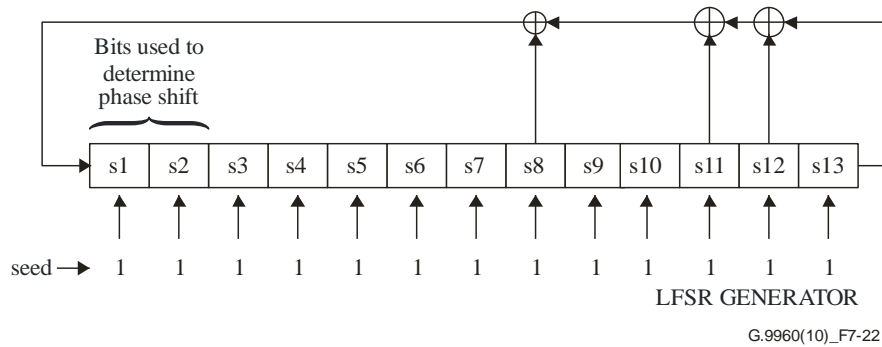 Bits used to
determine
phase shift
s1 s2 s3 s4 s5 s6 s7 s8 s9 s10 s11 s12 s13
seed 1 1 1 1 1 1 1 1 1 1 1 1 1
LFSR GENERATOR
G.9960(10)_F7-22